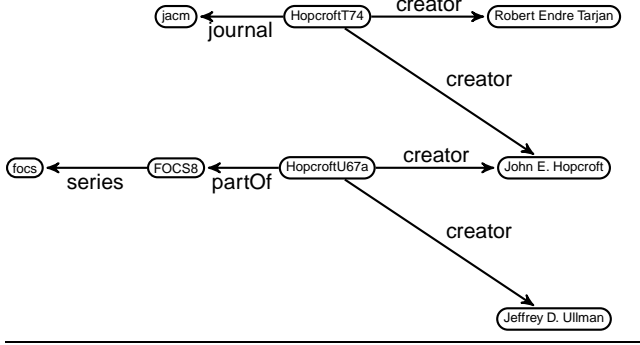 creator
jacm
HopcroftT74
Robert Endre Tarjan
journal
creator
focs
FOCS8
HopcroftU67a
creator
John E. Hopcroft
series
partOf
creator
Jeffrey D. Ullman